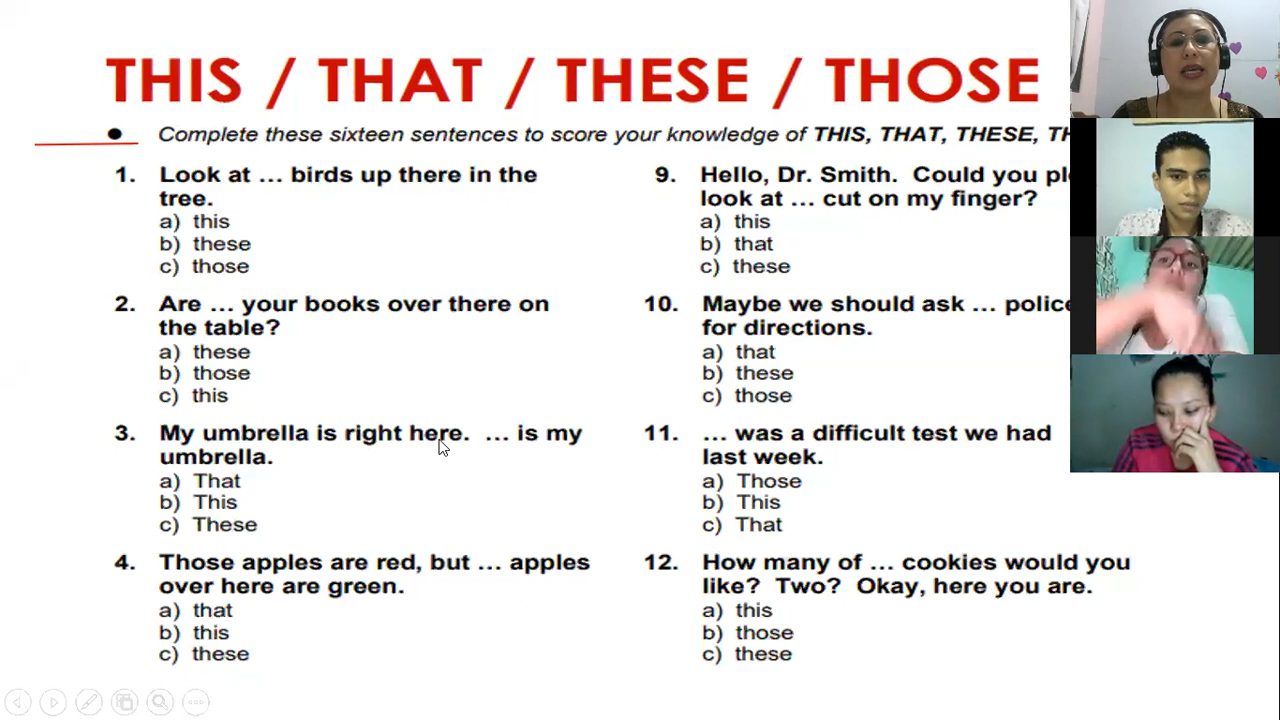 THIS / THAT / THESE / THOSE
• Complete these sixteen sentences to score your knowledge of THIS, THAT, THESE,
1. Look at ... birds up there in the
tree.
a) this
b) these
c) those
2. Are ... your books over there on
the table?
a) these
b) those
c) this
3. My umbrella is right here. ... is my
umbrella.
a) That
b) This
c) These
4. Those apples are red, but ... apples
over here are green.
a) that
b) this
c) these
9. Hello, Dr. Smith. Could you
look at ... cut on my finger?
a) this
b) that
c) these
10. Maybe we should ask ... police
for directions.
a) that
b) these
c) those
11. ... was a difficult test we had
last week.
a) Those
b) This
c) That
12. How many of ... cookies would you
like? Two? Okay, here you are.
a) this
b) those
c) these